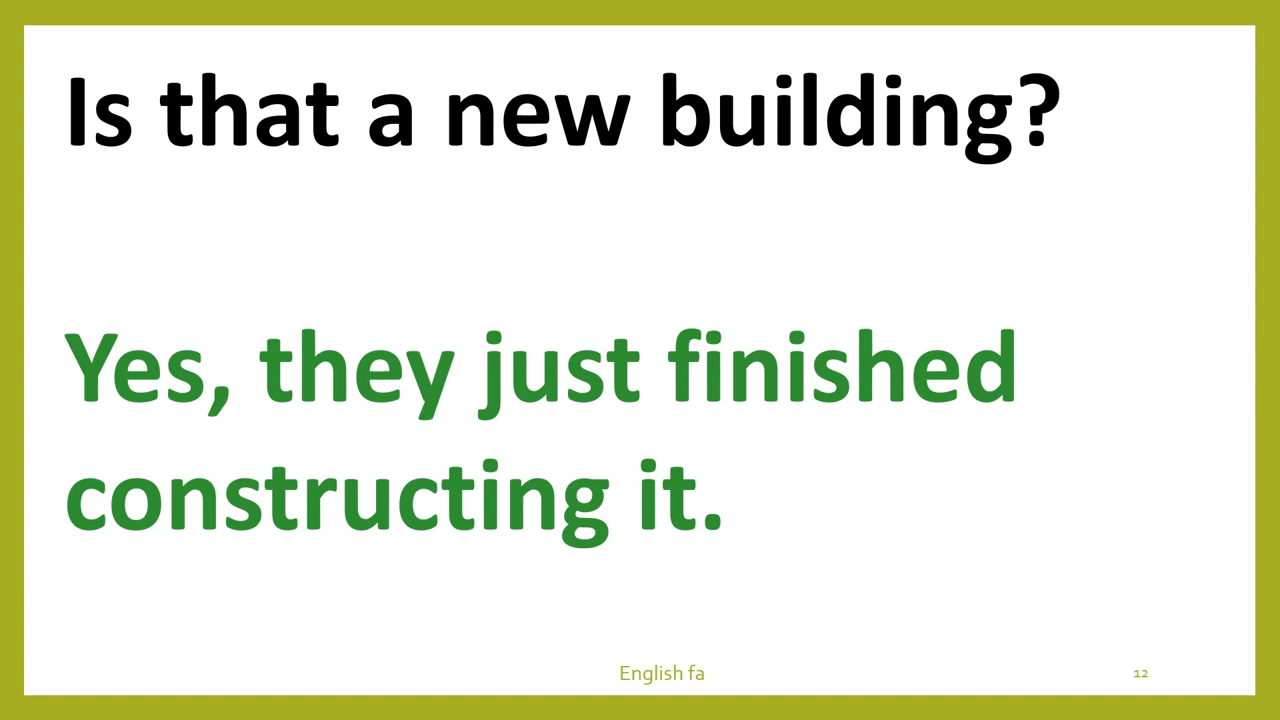 Is that a new building?
Yes, they just finished
constructing it.
English fa
12